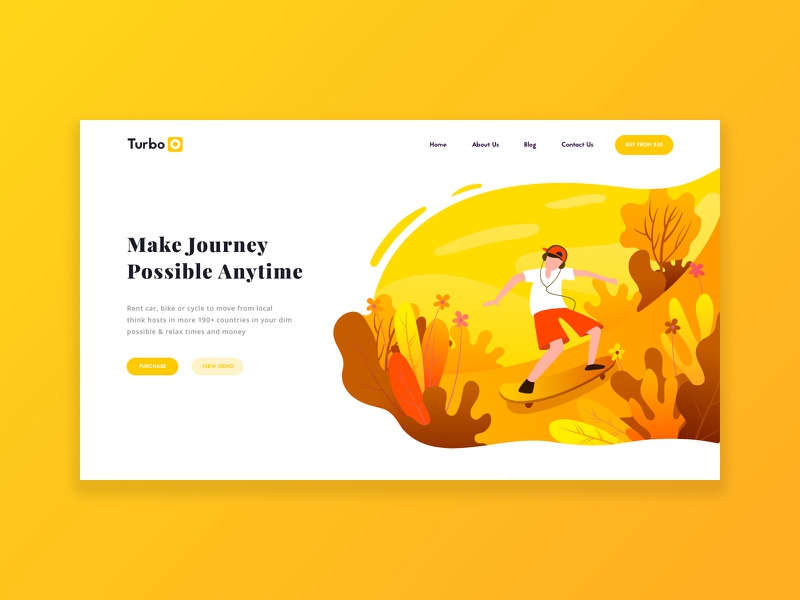 Turbo
Home About Us Blog Contact Us BUY FROM $30
Make Journey
Possible Anytime
Rent car, bike or cycle to move from local
think hosts in more 190+ countries in your dim
possible & relax times and money
PURCHASE VIEW DEMO